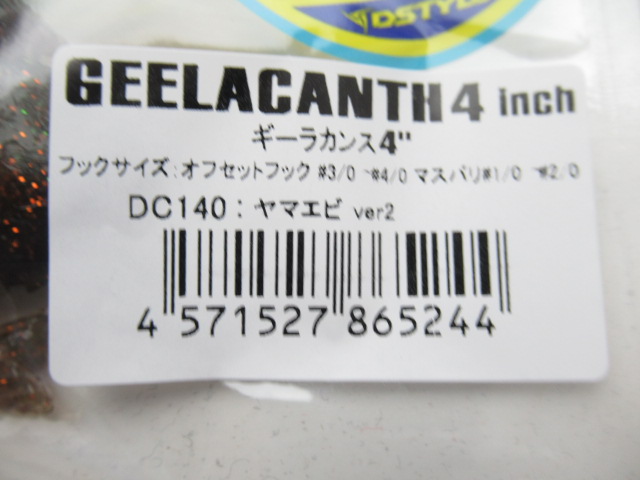 DSTYLE
GEELACANTH 4 inch
ギーラカンス4"
フックサイズ:オフセットフック #3/0 ~#4/0 マスバリ#1/0 ~#2/0
DC140:ヤマエビ ver2
4 571527 865244